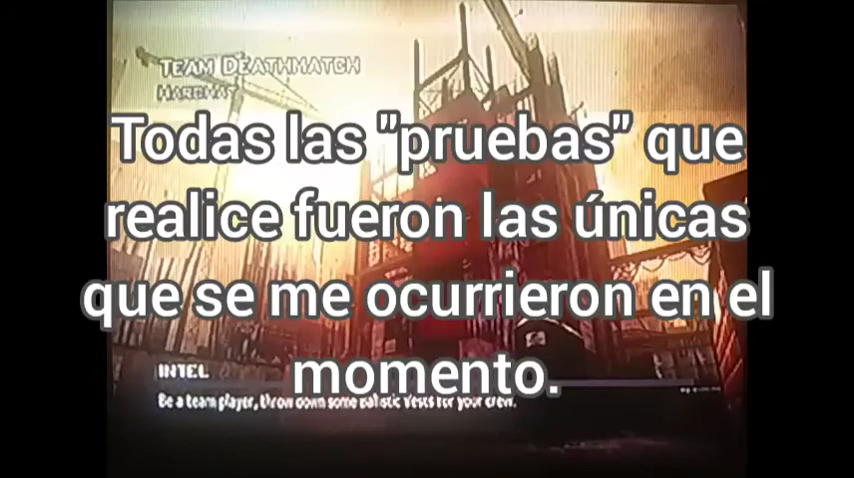 TEAM DEATHMATCH
HARDHAT
Todas las "pruebas" que
realice fueron las únicas
que se me ocurrieron en el
momento.
INTEL
Be a team player, throw down some Ballistic Vests for your crew.